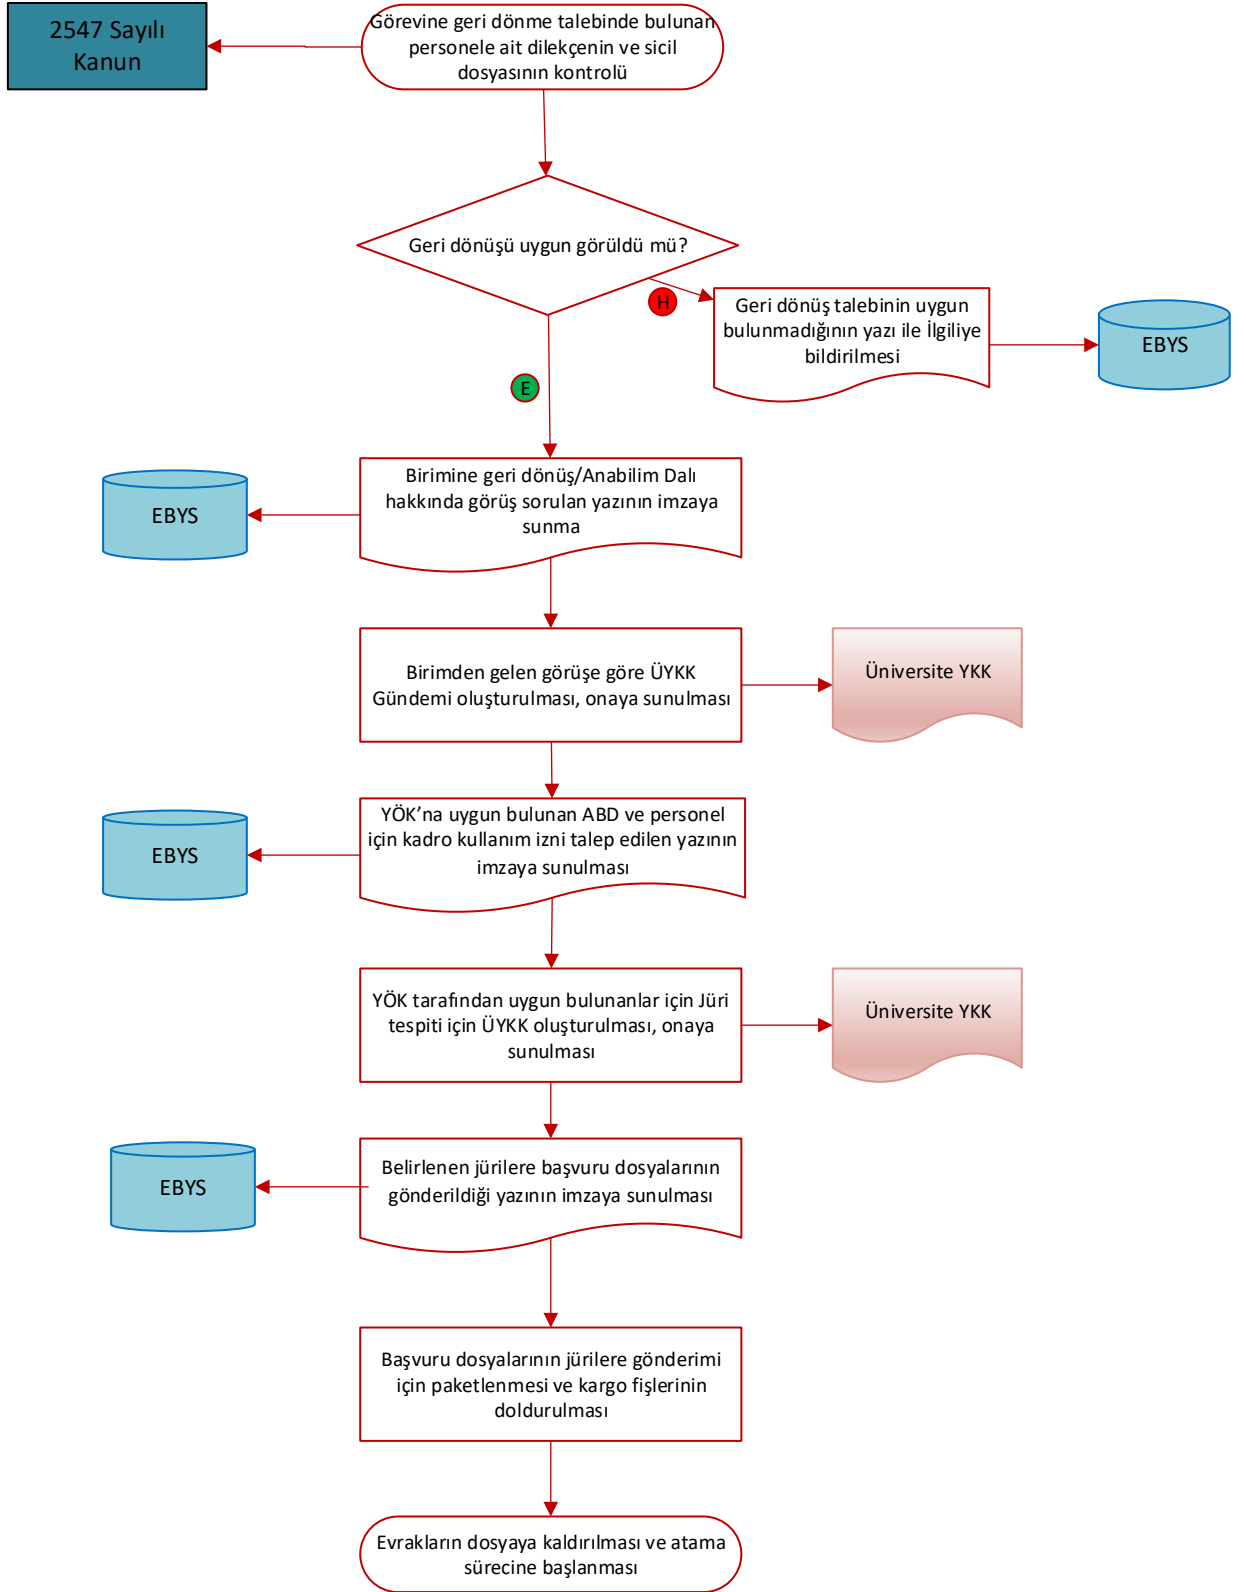 2547 Sayılı
Kanun
Görevine geri dönme talebinde bulunan
personele ait dilekçenin ve sicil
dosyasının kontrolü
Geri dönüşü uygun görüldü mü?
H
Geri dönüş talebinin uygun
bulunmadığının yazı ile İlgiliye
bildirilmesi
EBYS
E
Birimine geri dönüş/Anabilim Dalı
hakkında görüş sorulan yazının imzaya
sunma
EBYS
Birimden gelen görüşe göre ÜYKK
Gündemi oluşturulması, onaya sunulması
Üniversite YKK
YÖK’na uygun bulunan ABD ve personel
için kadro kullanım izni talep edilen yazının
imzaya sunulması
EBYS
YÖK tarafından uygun bulunanlar için Jüri
tespiti için ÜYKK oluşturulması, onaya
sunulması
Üniversite YKK
Belirlenen jürilere başvuru dosyalarının
gönderildiği yazının imzaya sunulması
EBYS
Başvuru dosyalarının jürilere gönderimi
için paketlenmesi ve kargo fişlerinin
doldurulması
Evrakların dosyaya kaldırılması ve atama
sürecine başlanması